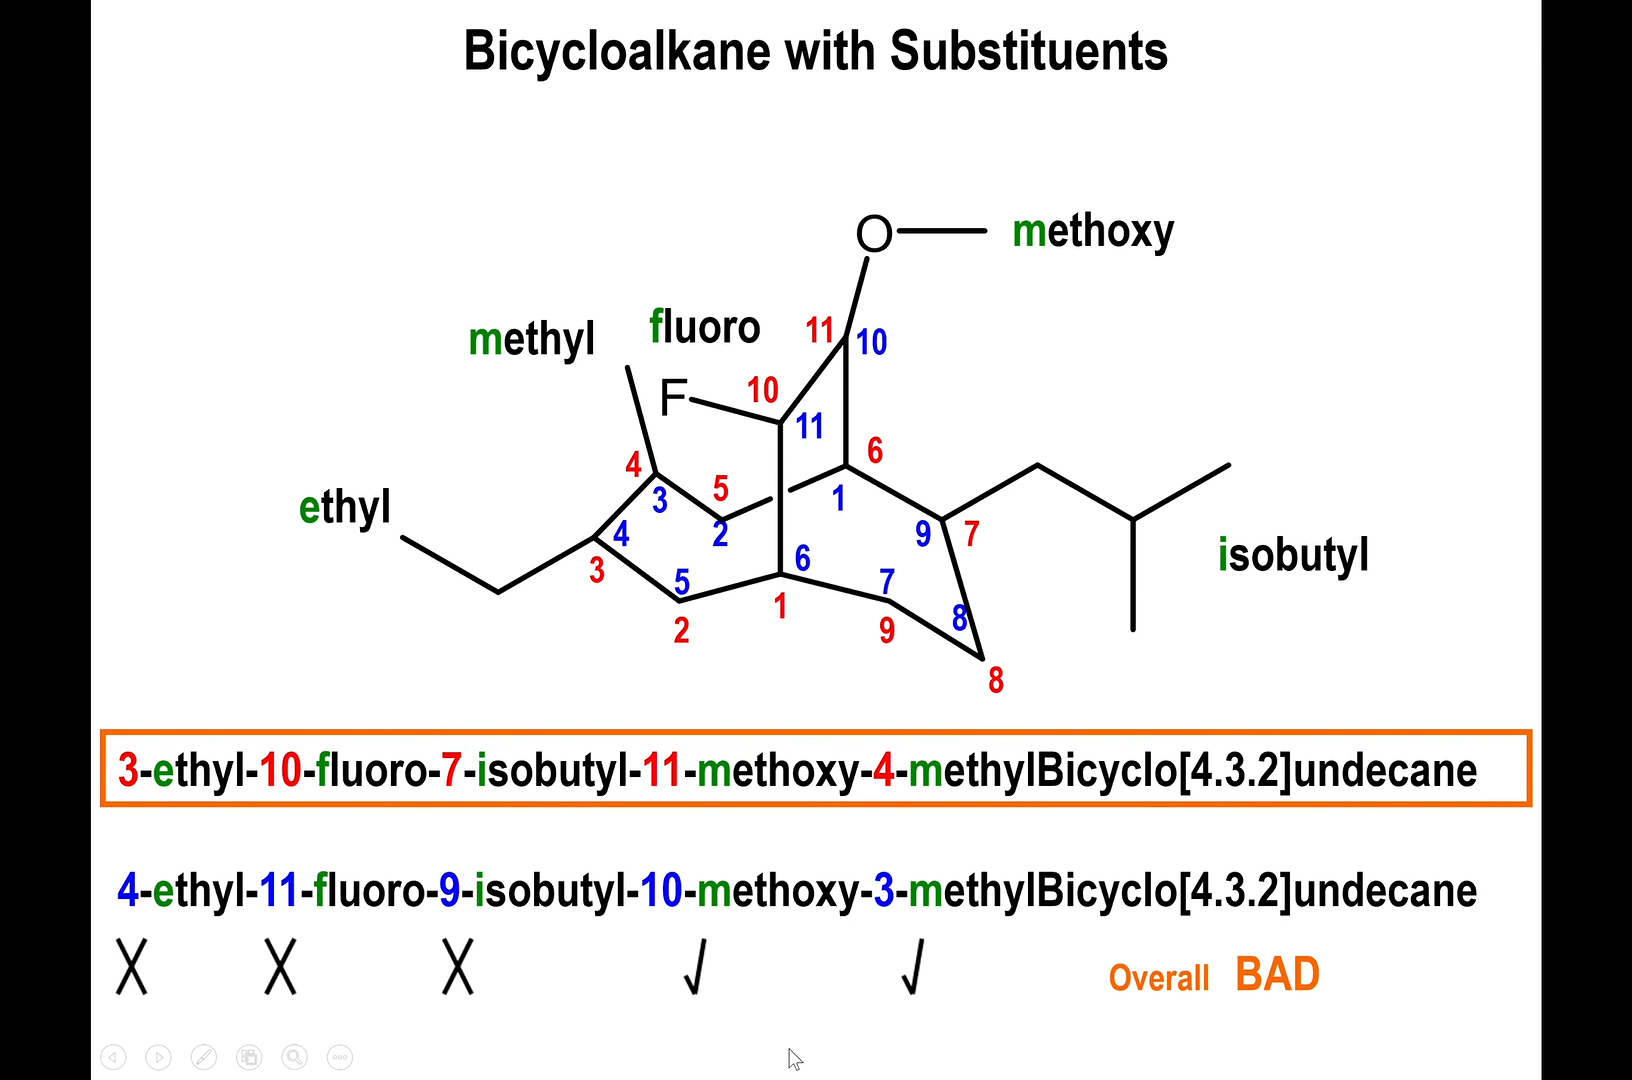 Bicycloalkane with Substituents
O methoxy
methyl fluoro 11 10
F 10 11
4 6
ethyl 3 5 1
4 2 9 7 isobutyl
3 5 6 7
2 1 9 8
8
3-ethyl-10-fluoro-7-isobutyl-11-methoxy-4-methylBicyclo[4.3.2]undecane
4-ethyl-11-fluoro-9-isobutyl-10-methoxy-3-methylBicyclo[4.3.2]undecane
X X X √ √ Overall BAD